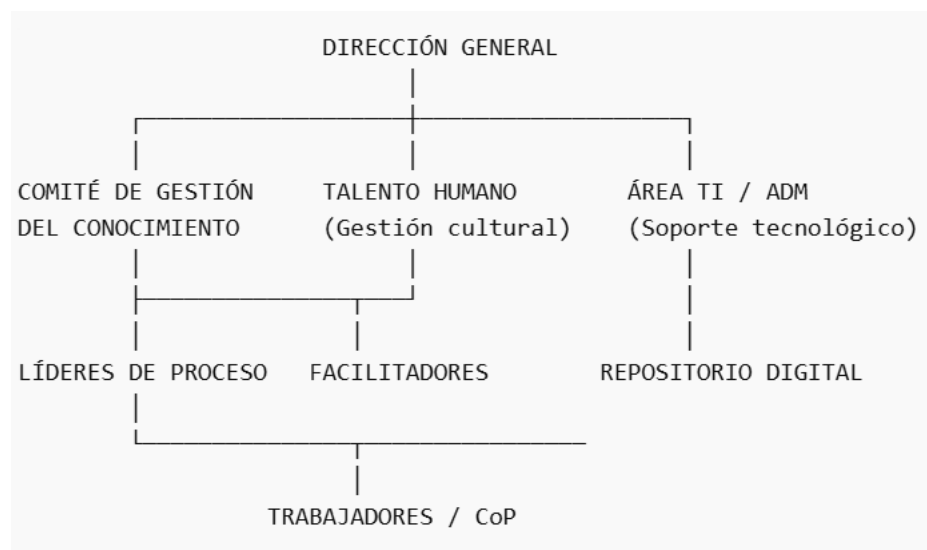 DIRECCIÓN GENERAL
COMITÉ DE GESTIÓN TALENTO HUMANO ÁREA TI / ADM
DEL CONOCIMIENTO (Gestión cultural) (Soporte tecnológico)
LÍDERES DE PROCESO FACILITADORES REPOSITORIO DIGITAL
TRABAJADORES / CoP